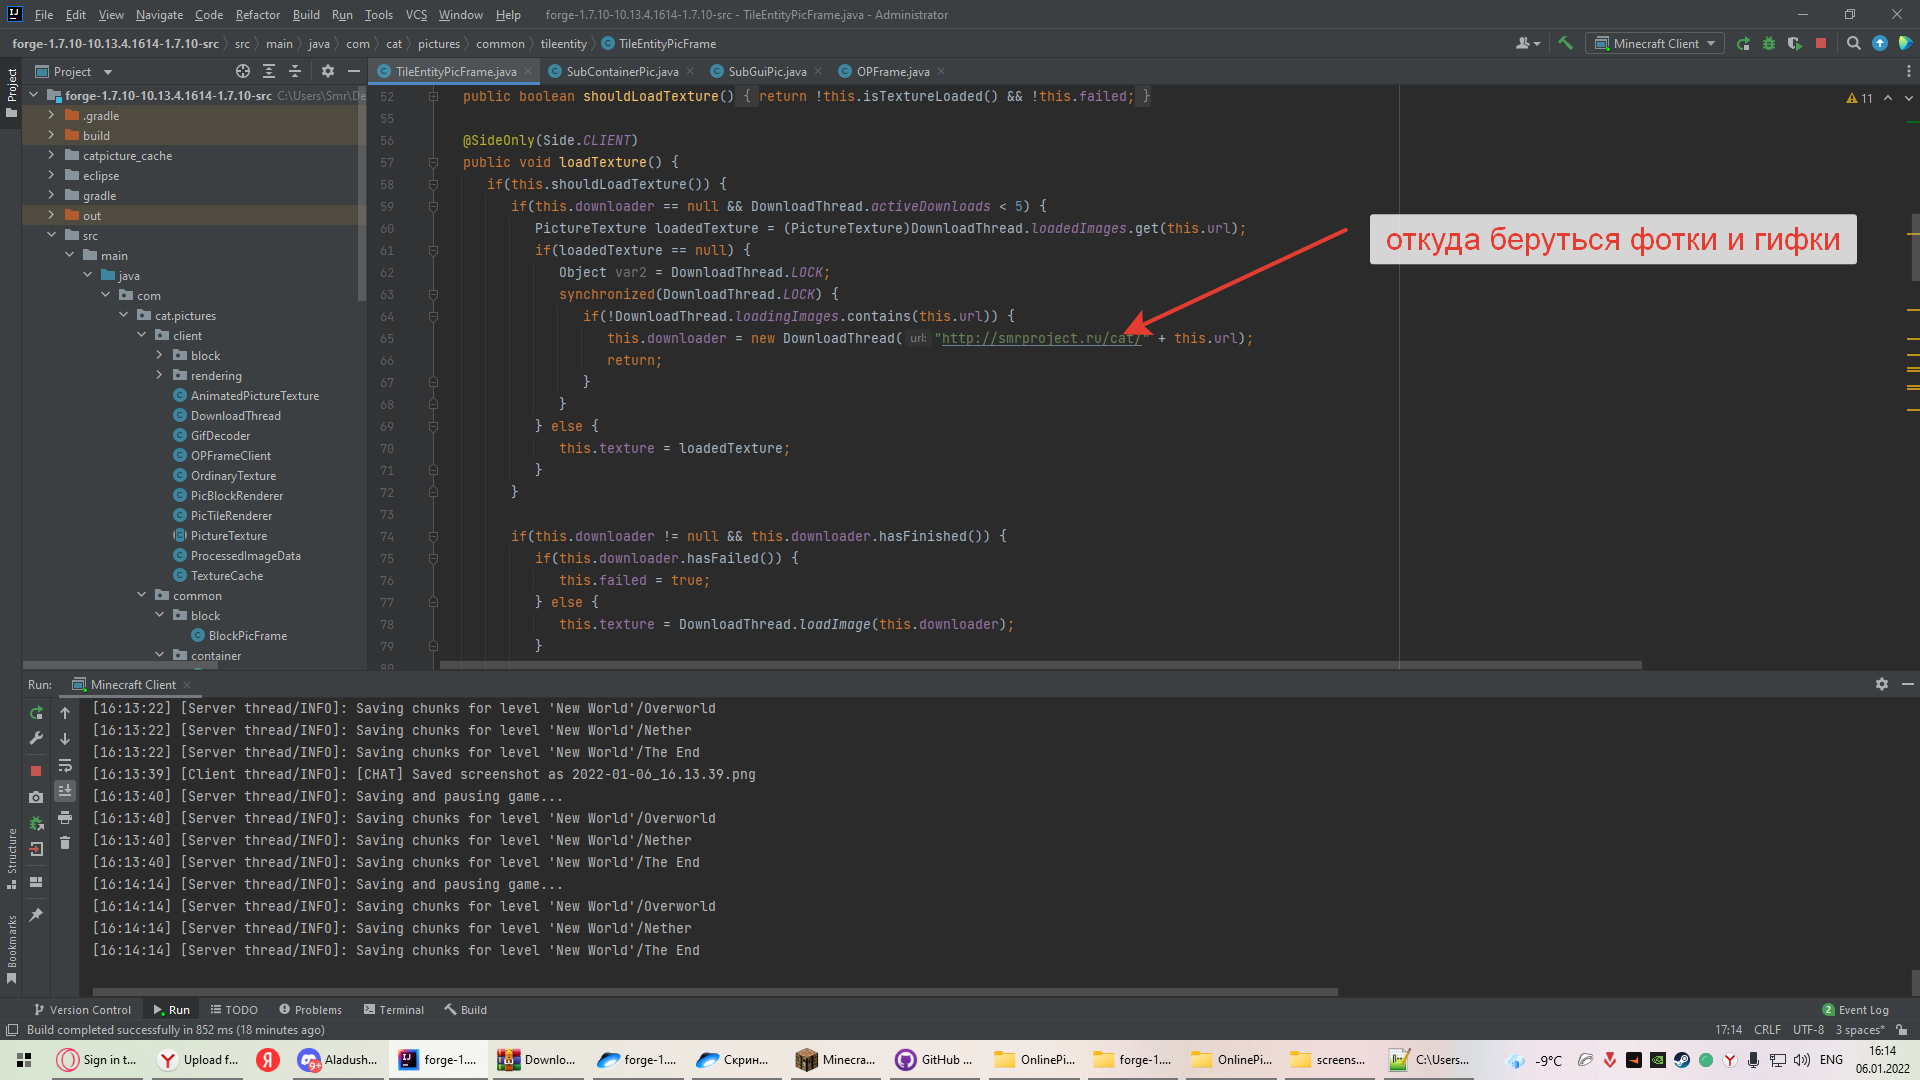 File Edit View Navigate Code Refactor Build Run Tools VCS Window Help forge-1.7.10-10.13.4.1614-1.7.10-src - TileEntityPicFrame.java - Administrator
forge-1.7.10-10.13.4.1614-1.7.10-src src main java com cat pictures common tileentity TileEntityPicFrame Minecraft Client
Project TileEntityPicFrame.java SubContainerPic.java SubGuiPic.java OPFrame.java
Project
forge-1.7.10-10.13.4.1614-1.7.10-src C:\Users\Smr\De
.gradle
build
catpicture_cache
eclipse
gradle
out
src
main
java
com
cat.pictures
client
block
rendering
AnimatedPictureTexture
DownloadThread
GifDecoder
OPFrameClient
OrdinaryTexture
PicBlockRenderer
PicTileRenderer
PictureTexture
ProcessedImageData
TextureCache
common
block
BlockPicFrame
container
11
52 public boolean shouldLoadTexture() { return !this.isTextureLoaded() && !this.failed; }
55
56 @SideOnly(Side.CLIENT)
57 public void loadTexture() {
58 if(this.shouldLoadTexture()) {
59 if(this.downloader == null && DownloadThread.activeDownloads < 5) {
60 PictureTexture loadedTexture = (PictureTexture)DownloadThread.loadedImages.get(this.url);
61 if(loadedTexture == null) {
62 Object var2 = DownloadThread.LOCK;
63 synchronized(DownloadThread.LOCK) {
64 if(!DownloadThread.loadingImages.contains(this.url)) {
65 this.downloader = new DownloadThread( url: "http://smrproject.ru/cat/" + this.url);
66 return;
67 }
68 }
69 } else {
70 this.texture = loadedTexture;
71 }
72 }
73
74 if(this.downloader != null && this.downloader.hasFinished()) {
75 if(this.downloader.hasFailed()) {
76 this.failed = true;
77 } else {
78 this.texture = DownloadThread.loadImage(this.downloader);
79 }
80
откуда беруться фотки и гифки
Run: Minecraft Client
[16:13:22] [Server thread/INFO]: Saving chunks for level 'New World'/Overworld
[16:13:22] [Server thread/INFO]: Saving chunks for level 'New World'/Nether
[16:13:22] [Server thread/INFO]: Saving chunks for level 'New World'/The End
[16:13:39] [Client thread/INFO]: [CHAT] Saved screenshot as 2022-01-06_16.13.39.png
[16:13:40] [Server thread/INFO]: Saving and pausing game...
[16:13:40] [Server thread/INFO]: Saving chunks for level 'New World'/Overworld
[16:13:40] [Server thread/INFO]: Saving chunks for level 'New World'/Nether
[16:13:40] [Server thread/INFO]: Saving chunks for level 'New World'/The End
[16:14:14] [Server thread/INFO]: Saving and pausing game...
[16:14:14] [Server thread/INFO]: Saving chunks for level 'New World'/Overworld
[16:14:14] [Server thread/INFO]: Saving chunks for level 'New World'/Nether
[16:14:14] [Server thread/INFO]: Saving chunks for level 'New World'/The End
Structure
Bookmarks
Version Control Run TODO Problems Terminal Build 2 Event Log
Build completed successfully in 852 ms (18 minutes ago) 17:14 CRLF UTF-8 3 spaces*
Sign in t... Upload f... Я 9+ Aladush... forge-1.... Downlo... forge-1.... Скрин... Minecra... GitHub ... OnlinePi... forge-1.... OnlinePi... screens... C:\Users... -9°C ENG 16:14
06.01.2022